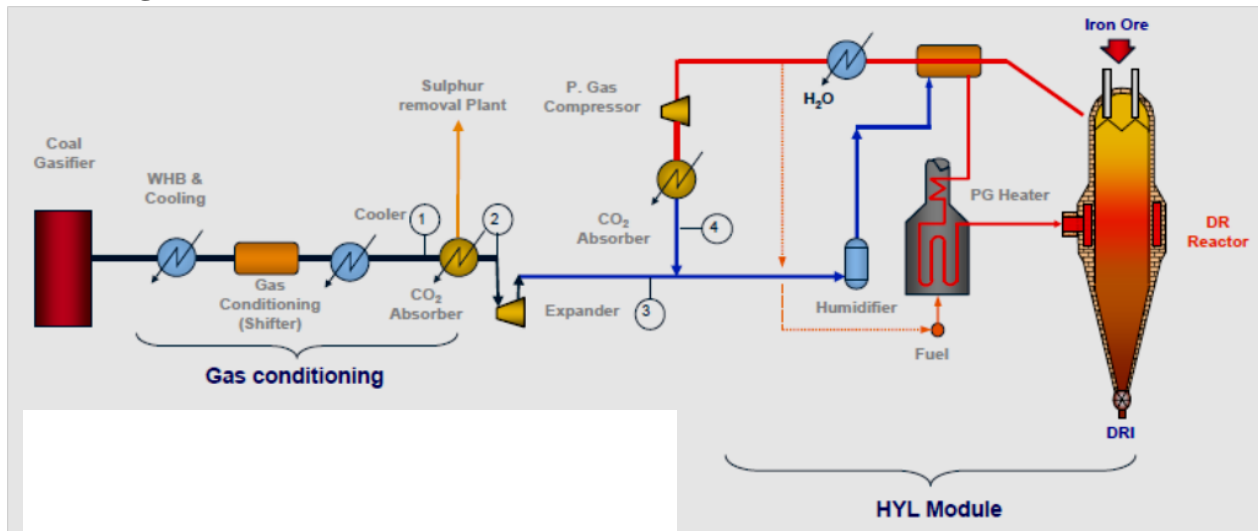 Iron Ore
Sulphur
removal Plant
P. Gas
Compressor
H₂O
Coal
Gasifier
WHB &
Cooling
Cooler
1
2
CO₂
Absorber
4
PG Heater
DR
Reactor
Gas
Conditioning
(Shifter)
CO₂
Absorber
Expander
3
Humidifier
Fuel
Gas conditioning
DRI
HYL Module